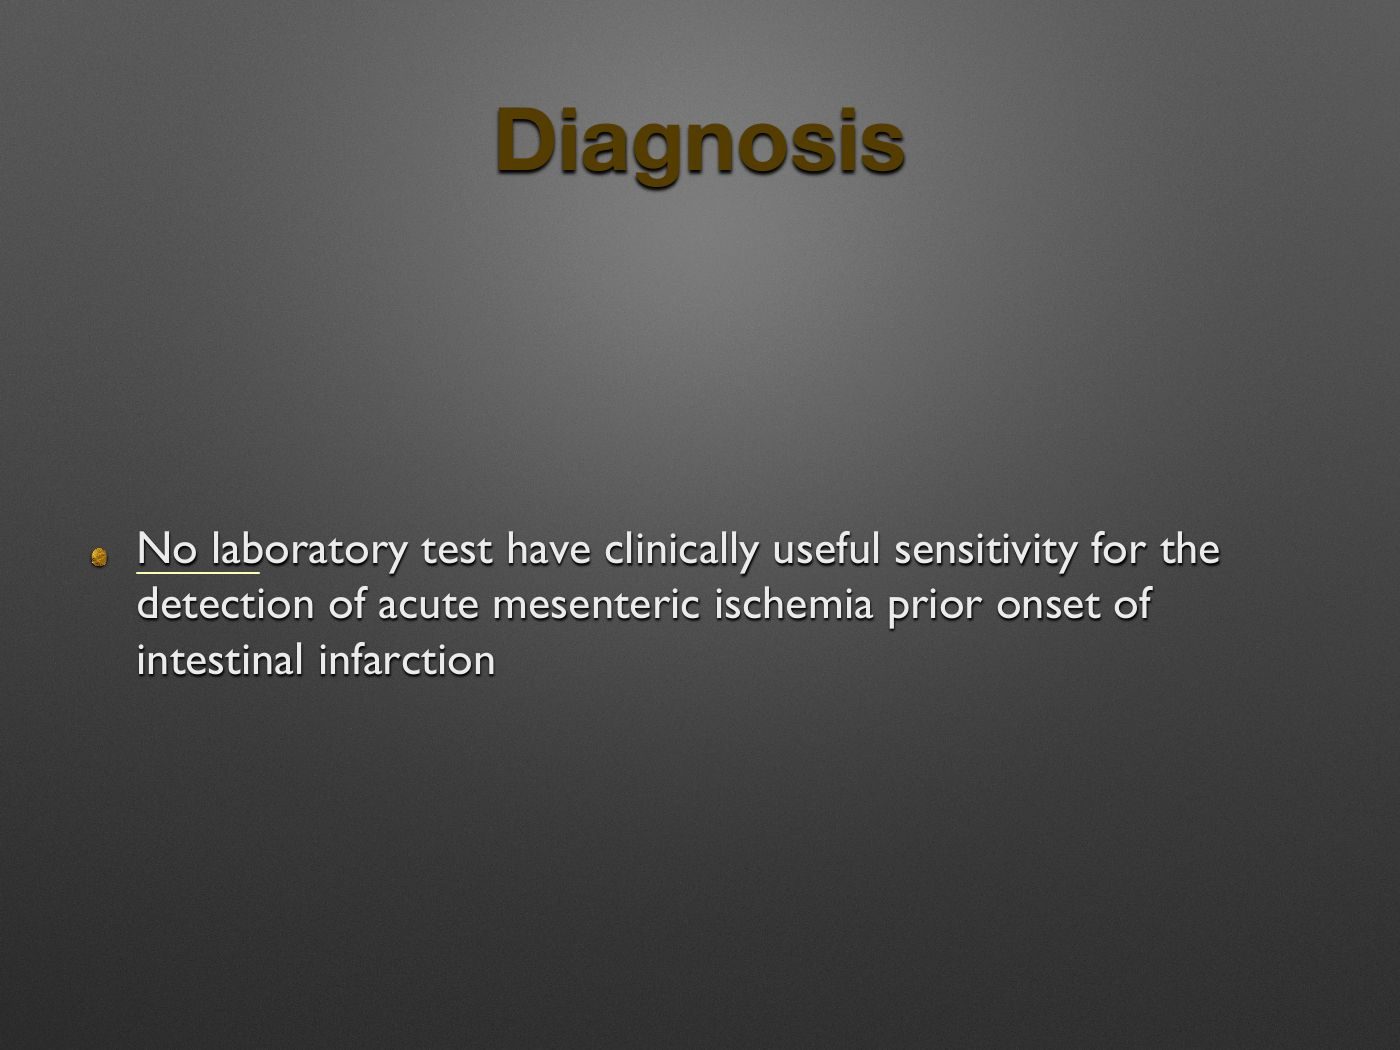 Diagnosis
No laboratory test have clinically useful sensitivity for the
detection of acute mesenteric ischemia prior onset of
intestinal infarction